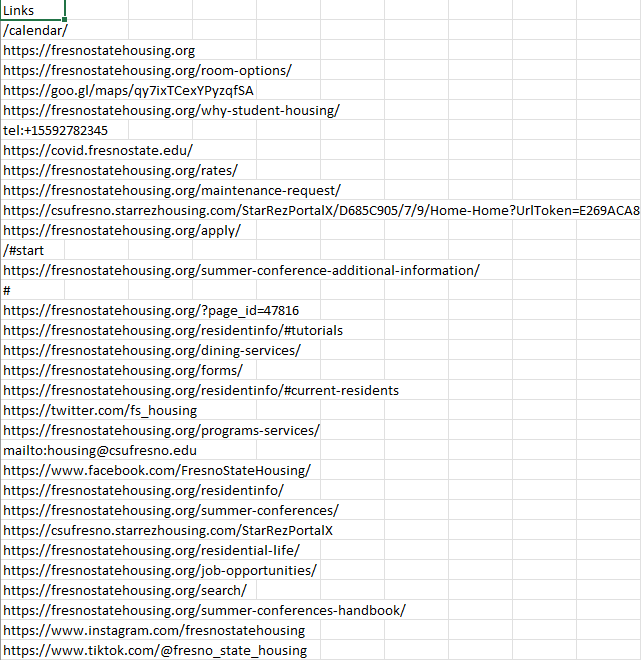 Links
/calendar/
https://fresnostatehousing.org
https://fresnostatehousing.org/room-options/
https://goo.gl/maps/qy7ixTCexYPyzqfSA
https://fresnostatehousing.org/why-student-housing/
tel:+15592782345
https://covid.fresnostate.edu/
https://fresnostatehousing.org/rates/
https://fresnostatehousing.org/maintenance-request/
https://csufresno.starrezhousing.com/StarRezPortalX/D685C905/7/9/Home-Home?UrlToken=E269ACA8
https://fresnostatehousing.org/apply/
/#start
https://fresnostatehousing.org/summer-conference-additional-information/
#
https://fresnostatehousing.org/?page_id=47816
https://fresnostatehousing.org/residentinfo/#tutorials
https://fresnostatehousing.org/dining-services/
https://fresnostatehousing.org/forms/
https://fresnostatehousing.org/residentinfo/#current-residents
https://twitter.com/fs_housing
https://fresnostatehousing.org/programs-services/
mailto:housing@csufresno.edu
https://www.facebook.com/FresnoStateHousing/
https://fresnostatehousing.org/residentinfo/
https://fresnostatehousing.org/summer-conferences/
https://csufresno.starrezhousing.com/StarRezPortalX
https://fresnostatehousing.org/residential-life/
https://fresnostatehousing.org/job-opportunities/
https://fresnostatehousing.org/search/
https://fresnostatehousing.org/summer-conferences-handbook/
https://www.instagram.com/fresnostatehousing
https://www.tiktok.com/@fresno_state_housing